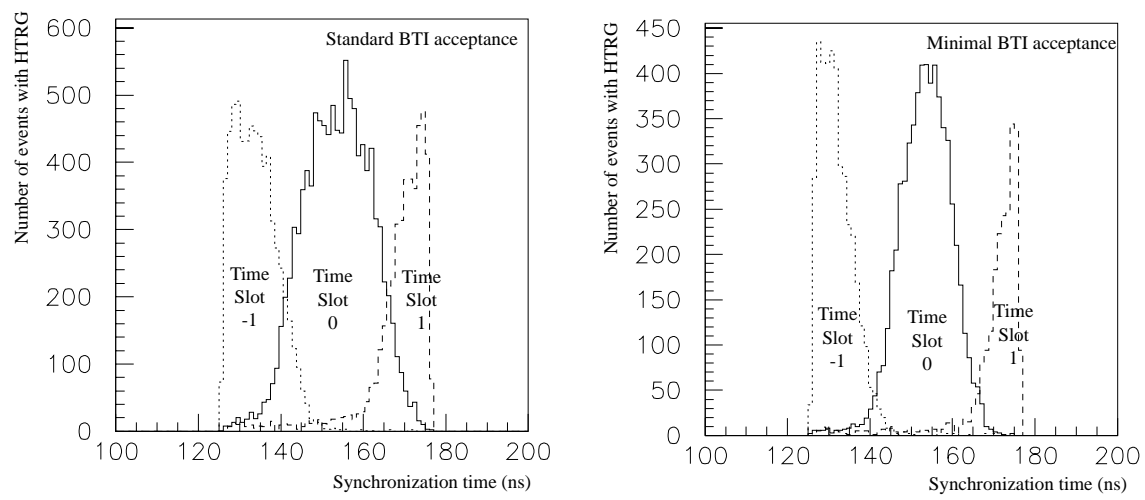 Number of events with HTRG
600
500
400
300
200
100
0
Standard BTI acceptance
Time
Slot
-1
Time
Slot
0
Time
Slot
1
100
120
140
160
180
200
Synchronization time (ns)
Number of events with HTRG
450
400
350
300
250
200
150
100
50
0
Minimal BTI acceptance
Time
Slot
-1
Time
Slot
0
Time
Slot
1
100
120
140
160
180
200
Synchronization time (ns)